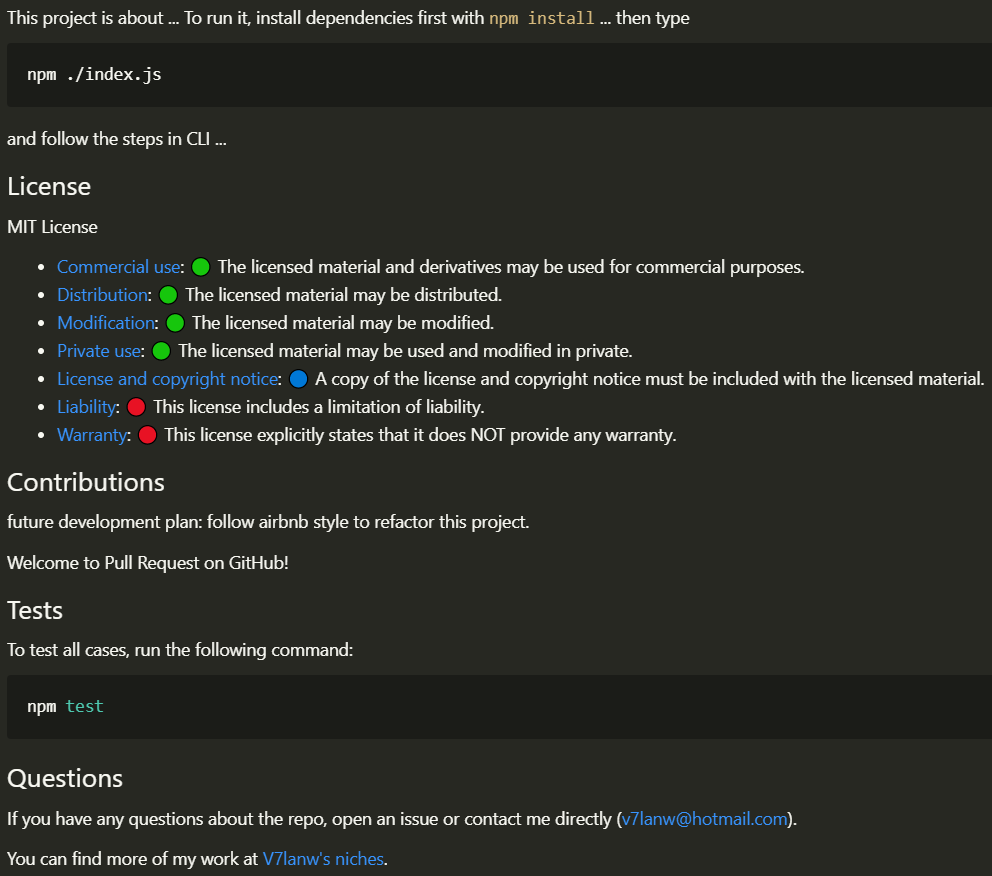 This project is about ... To run it, install dependencies first with npm install ... then type
npm ./index.js
and follow the steps in CLI ...
License
MIT License
• Commercial use: 🟢 The licensed material and derivatives may be used for commercial purposes.
• Distribution: 🟢 The licensed material may be distributed.
• Modification: 🟢 The licensed material may be modified.
• Private use: 🟢 The licensed material may be used and modified in private.
• License and copyright notice: 🔵 A copy of the license and copyright notice must be included with the licensed material.
• Liability: 🔴 This license includes a limitation of liability.
• Warranty: 🔴 This license explicitly states that it does NOT provide any warranty.
Contributions
future development plan: follow airbnb style to refactor this project.
Welcome to Pull Request on GitHub!
Tests
To test all cases, run the following command:
npm test
Questions
If you have any questions about the repo, open an issue or contact me directly (v7lanw@hotmail.com).
You can find more of my work at V7lanw's niches.